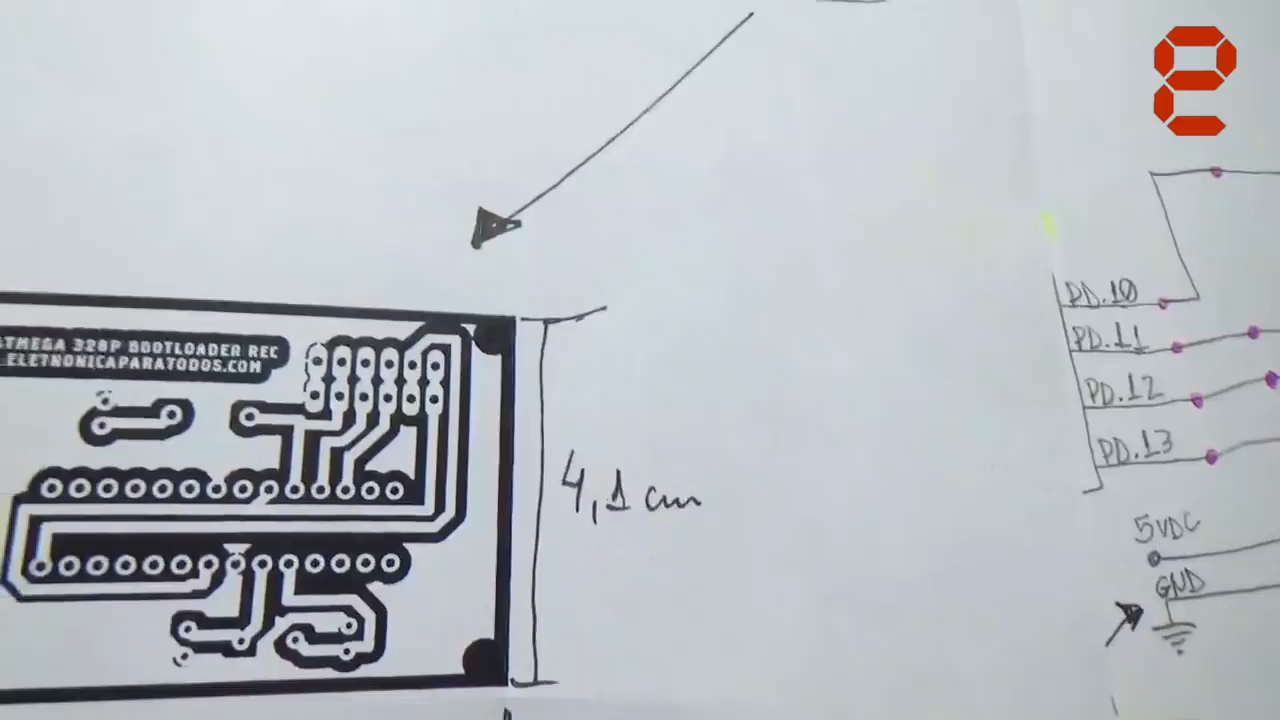 ATMEGA 328P BOOTLOADER REC
ELETRONICAPARATODOS.COM
4,1 cm
PD.10
PD.11
PD.12
PD.13
5VDC
GND
e